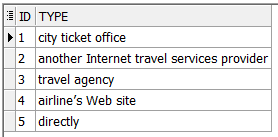 ID TYPE
1 city ticket office
2 another Internet travel services provider
3 travel agency
4 airline's Web site
5 directly